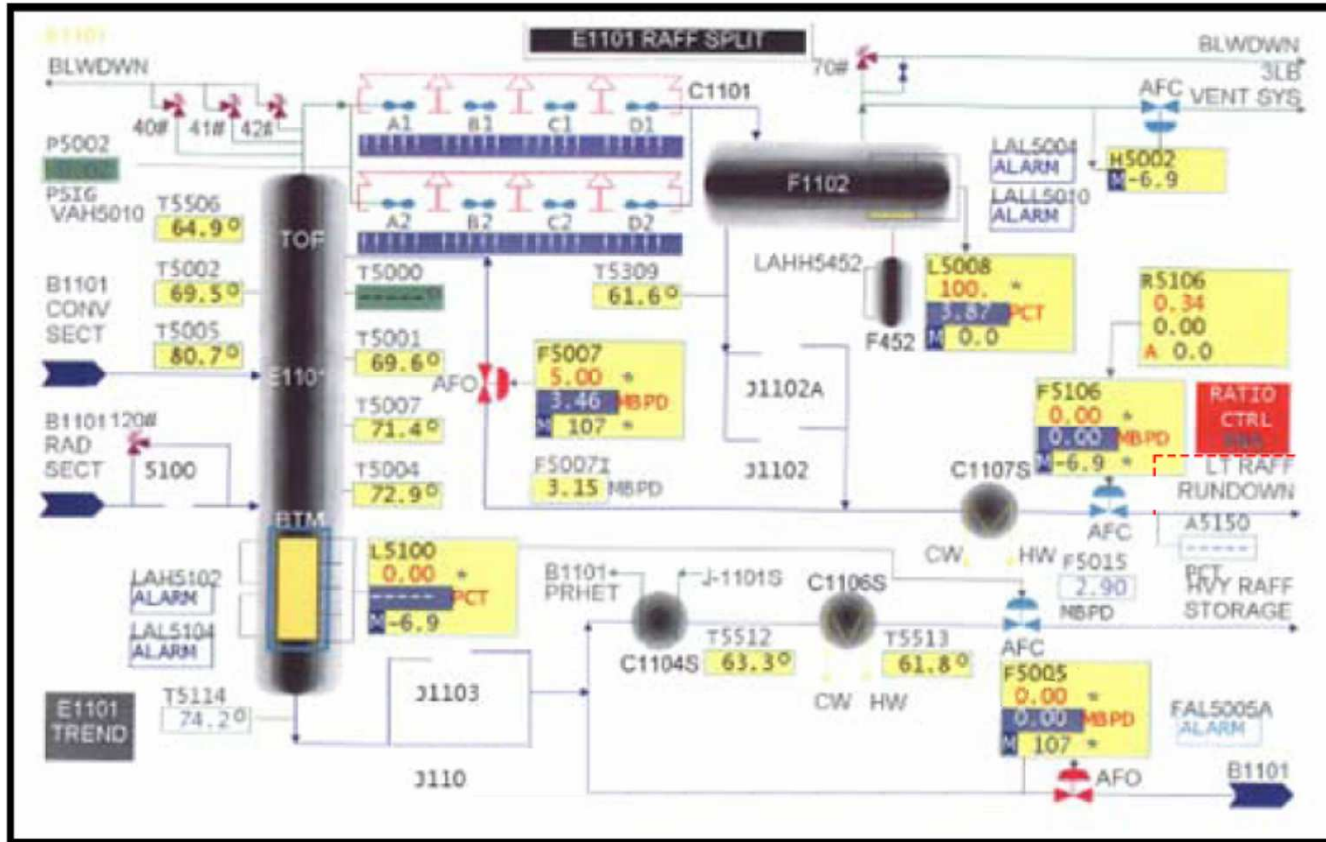 E1101
E1101 RAFF SPLIT
BLWDWN
40#
41#
42#
P5002
PSIG
VAH5010
T5506
64.9°
T5002
69.5°
T5005
80.7°
B1101
CONV
SECT
B1101
RAD
SECT
120#
5100
TOF
BTM
A1
B1
C1
D1
A2
B2
C2
D2
C1101
T5000
-----°
T5001
69.6°
T5007
71.4°
T5004
72.9°
AFO
F5007
5.00 *
3.46 MBPD
M 107 *
F5007I
3.15 MBPD
70#
BLWDWN
3LB
VENT SYS
AFC
H5002
M -6.9
F1102
LAL5004
ALARM
LALL5010
ALARM
LAHH5452
F452
L5008
100. *
3.87 PCT
M 0.0
T5309
61.6°
J1102A
J1102
R5106
0.34
0.00
A 0.0
F5106
0.00 *
0.00 MBPD
M -6.9 *
RATIO
CTRL
LT RAFF
RUNDOWN
C1107S
CW
HW
AFC
A5150
-----
PCT
F5015
2.90
MBPD
HVY RAFF
STORAGE
LAH5102
ALARM
LAL5104
ALARM
L5100
0.00 *
----- PCT
M -6.9
B1101
PRHET
J-1101S
C1104S
T5512
63.3°
C1106S
CW
HW
T5513
61.8°
AFC
F5005
0.00 *
0.00 MBPD
M 107 *
FAL5005A
ALARM
AFO
B1101
E1101
TREND
T5114
74.2°
J1103
J110